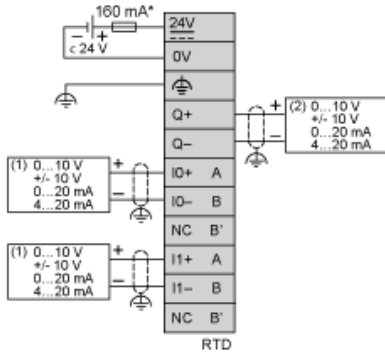 160 mA*
24V
− +
c 24 V
0V
Q+
Q−
+
−
(2) 0...10 V
+/- 10 V
0...20 mA
4...20 mA
(1) 0...10 V
+/- 10 V
0...20 mA
4...20 mA
+
−
I0+ A
I0− B
NC B'
(1) 0...10 V
+/- 10 V
0...20 mA
4...20 mA
+
−
I1+ A
I1− B
NC B'
RTD